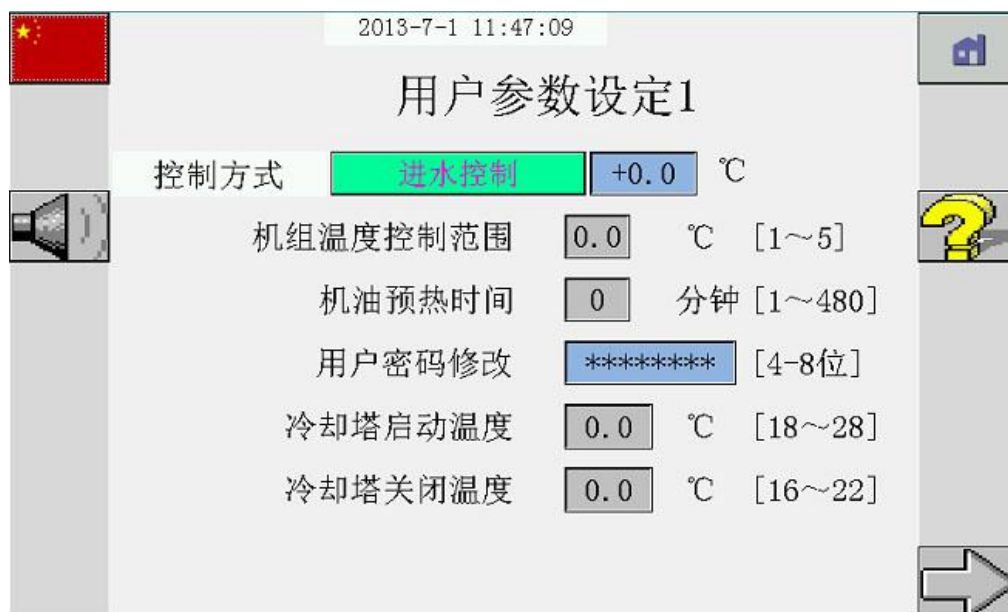 2013-7-1 11:47:09
用户参数设定1
控制方式 进水控制 +0.0 ℃
机组温度控制范围 0.0 ℃ [1～5]
机油预热时间 0 分钟 [1～480]
用户密码修改 ******** [4-8位]
冷却塔启动温度 0.0 ℃ [18～28]
冷却塔关闭温度 0.0 ℃ [16～22]